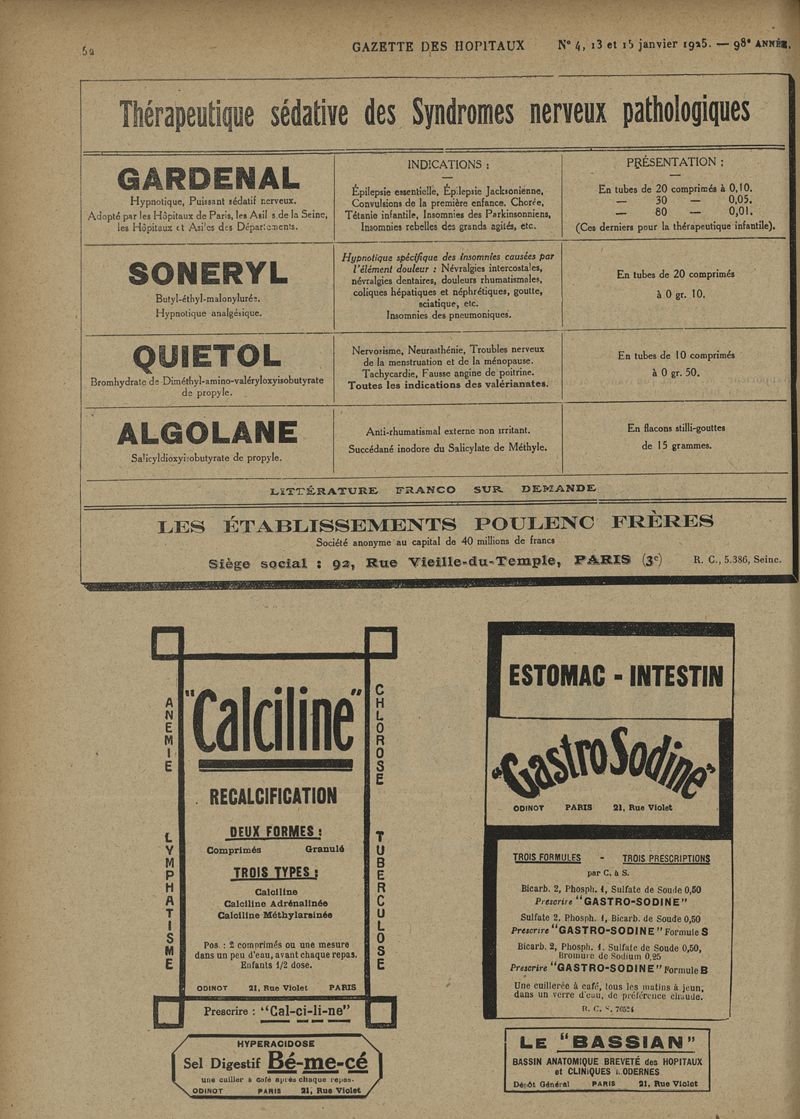 52
GAZETTE DES HOPITAUX N° 4, 13 et 15 janvier 1925. — 98° ANNÉE.
Thérapeutique sédative des Syndromes nerveux pathologiques
GARDENAL
Hypnotique, Puissant sédatif nerveux.
Adopté par les Hôpitaux de Paris, les Asiles de la Seine,
les Hôpitaux et Asiles des Départements.
INDICATIONS :
Épilepsie essentielle, Épilepsie Jacksonienne,
Convulsions de la première enfance. Chorée,
Tétanie infantile, Insomnies des Parkinsonniens,
Insomnies rebelles des grands agités, etc.
PRÉSENTATION :
En tubes de 20 comprimés à 0,10.
— 30 — 0,05.
— 80 — 0,01.
(Ces derniers pour la thérapeutique infantile).
SONERYL
Butyl-éthyl-malonylurée.
Hypnotique analgésique.
Hypnotique spécifique des insomnies causées par
l'élément douleur : Névralgies intercostales,
névralgies dentaires, douleurs rhumatismales,
coliques hépatiques et néphrétiques, goutte,
sciatique, etc.
Insomnies des pneumoniques.
En tubes de 20 comprimés
à 0 gr. 10.
QUIETOL
Bromhydrate de Diméthyl-amino-valéryloxyisobutyrate
de propyle.
Nervosisme, Neurasthénie, Troubles nerveux
de la menstruation et de la ménopause.
Tachycardie, Fausse angine de poitrine.
Toutes les indications des valérianates.
En tubes de 10 comprimés
à 0 gr. 50.
ALGOLANE
Salicyldioxyisobutyrate de propyle.
Anti-rhumatismal externe non irritant.
Succédané inodore du Salicylate de Méthyle.
En flacons stilli-gouttes
de 15 grammes.
LITTÉRATURE FRANCO SUR DEMANDE
LES ÉTABLISSEMENTS POULENC FRÈRES
Société anonyme au capital de 40 millions de francs
Siège social : 92, Rue Vieille-du-Temple, PARIS (3e) R. C., 5.386, Seine.
ANEMIE
LYMPHATISME
"Calciline"
RECALCIFICATION
DEUX FORMES :
Comprimés Granulé
TROIS TYPES :
Calciline
Calciline Adrénalinée
Calciline Méthylarsinée
Pos. : 2 comprimés ou une mesure
dans un peu d'eau, avant chaque repas.
Enfants 1/2 dose.
ODINOT 21, Rue Violet PARIS
Prescrire : "Cal-ci-li-ne"
CHLOROSE
TUBERCULOSE
HYPERACIDOSE
Sel Digestif Bé-me-cé
une cuiller à café après chaque repas.
ODINOT PARIS 21, Rue Violet
ESTOMAC - INTESTIN
"GastroSodine"
ODINOT PARIS 21, Rue Violet
TROIS FORMULES - TROIS PRESCRIPTIONS
par C. à S.
Bicarb. 2, Phosph. 1, Sulfate de Soude 0,50
Prescrire "GASTRO-SODINE"
Sulfate 2, Phosph. 1, Bicarb. de Soude 0,50
Prescrire "GASTRO-SODINE" Formule S
Bicarb. 2, Phosph. 1. Sulfate de Soude 0,50,
Bromure de Sodium 0,25
Prescrire "GASTRO-SODINE" Formule B
Une cuillerée à café, tous les matins à jeun,
dans un verre d'eau, de préférence chaude.
R. C. S. 70524
LE "BASSIAN"
BASSIN ANATOMIQUE BREVETÉ des HOPITAUX
et CLINIQUES MODERNES
Dépôt Général PARIS 21, Rue Violet